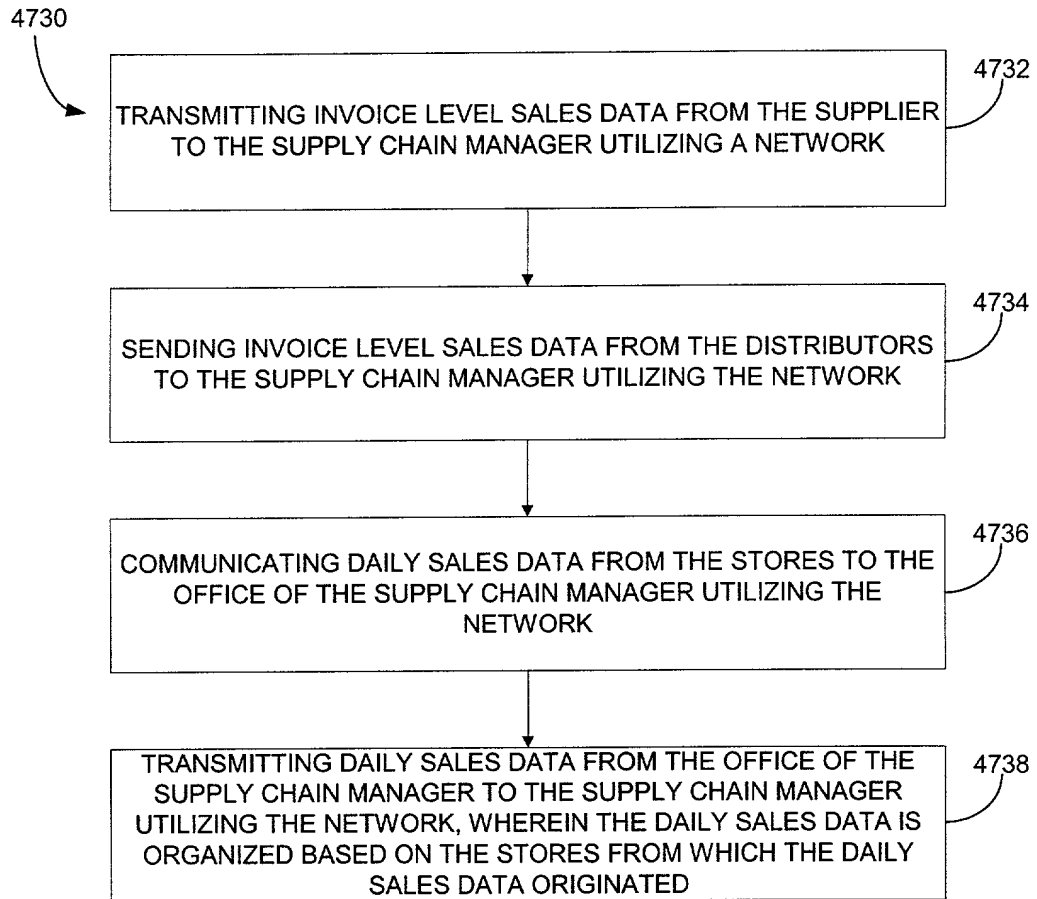 4730
4732
TRANSMITTING INVOICE LEVEL SALES DATA FROM THE SUPPLIER
TO THE SUPPLY CHAIN MANAGER UTILIZING A NETWORK
4734
SENDING INVOICE LEVEL SALES DATA FROM THE DISTRIBUTORS
TO THE SUPPLY CHAIN MANAGER UTILIZING THE NETWORK
4736
COMMUNICATING DAILY SALES DATA FROM THE STORES TO THE
OFFICE OF THE SUPPLY CHAIN MANAGER UTILIZING THE
NETWORK
4738
TRANSMITTING DAILY SALES DATA FROM THE OFFICE OF THE
SUPPLY CHAIN MANAGER TO THE SUPPLY CHAIN MANAGER
UTILIZING THE NETWORK, WHEREIN THE DAILY SALES DATA IS
ORGANIZED BASED ON THE STORES FROM WHICH THE DAILY
SALES DATA ORIGINATED